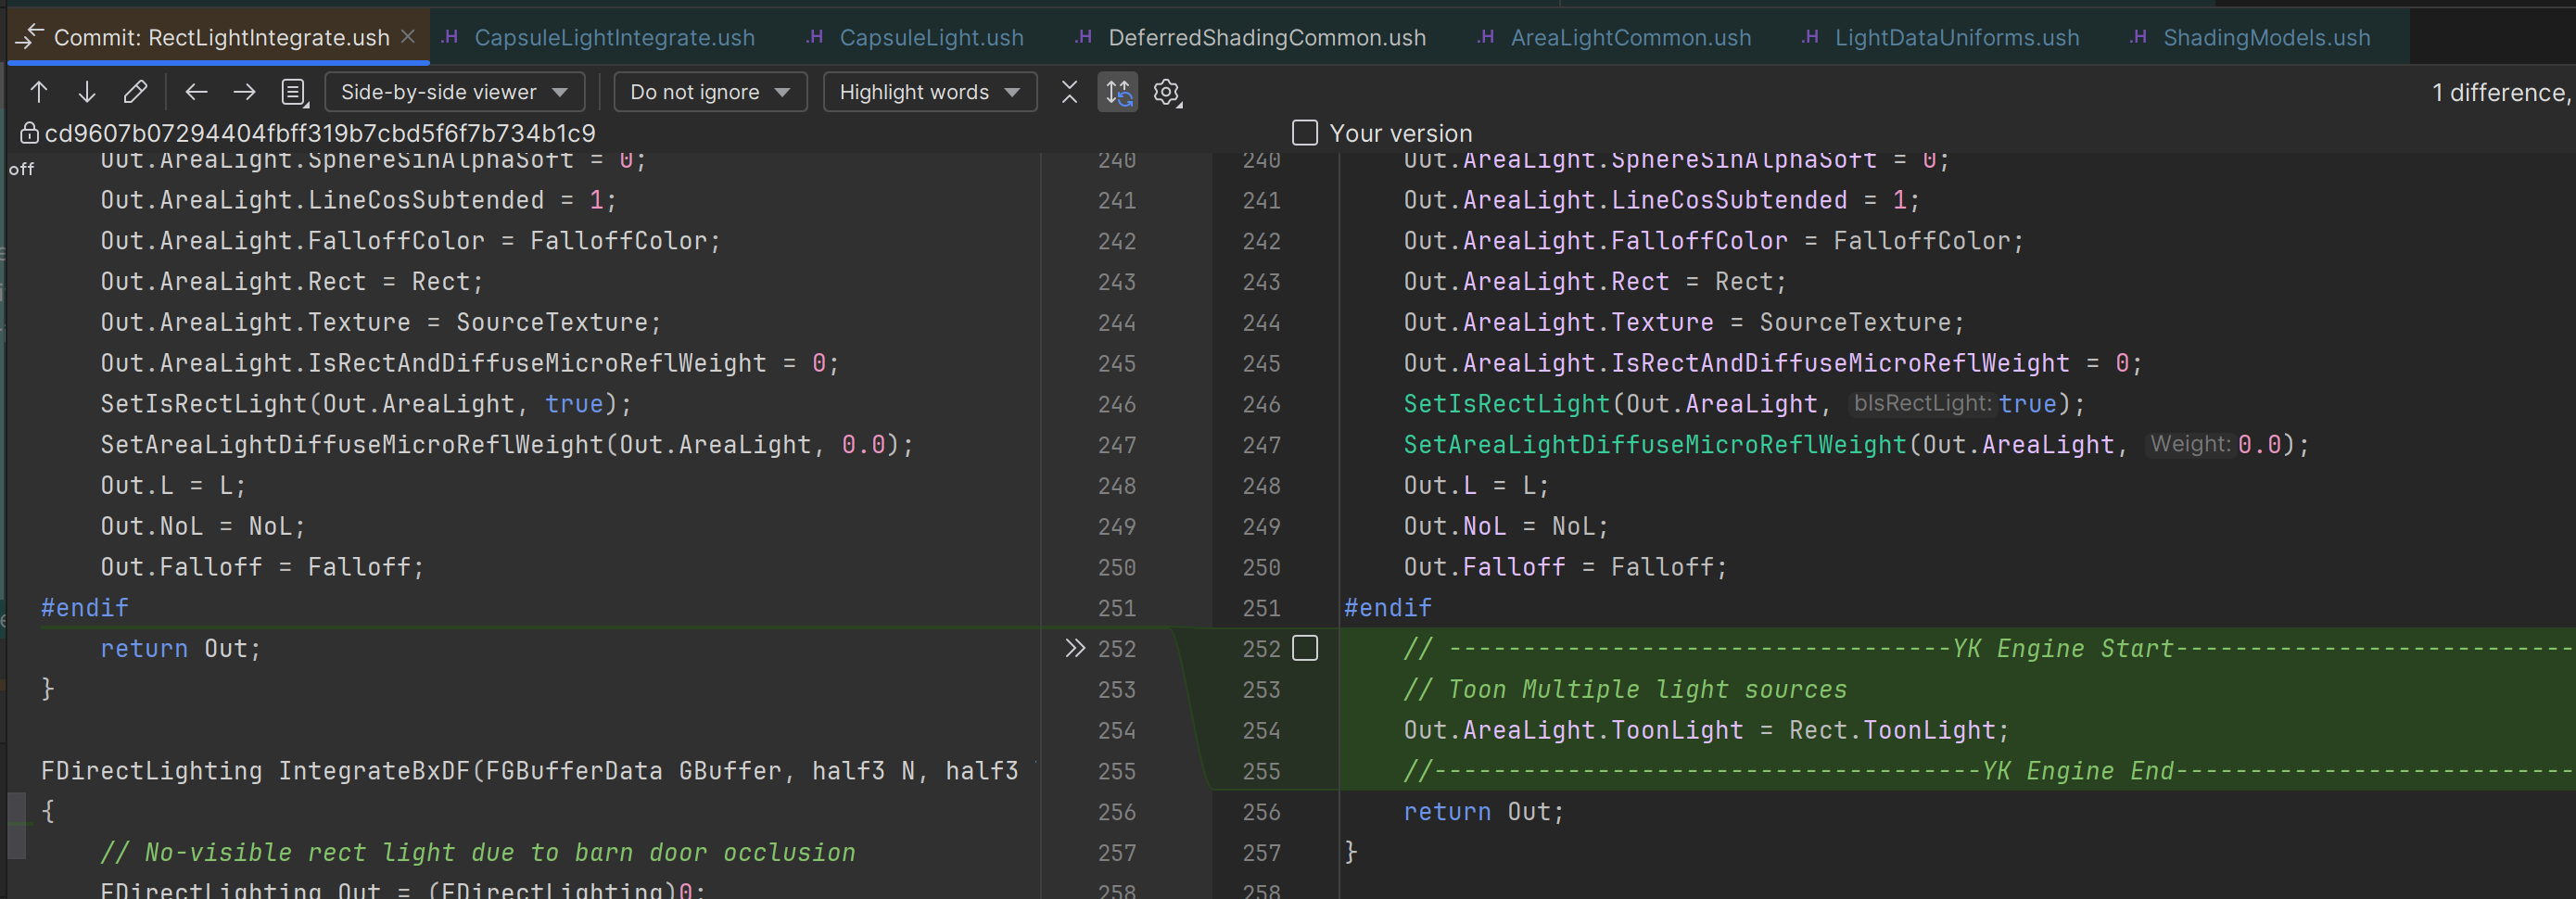 Commit: RectLightIntegrate.ush
.H CapsuleLightIntegrate.ush
.H CapsuleLight.ush
.H DeferredShadingCommon.ush
.H AreaLightCommon.ush
.H LightDataUniforms.ush
.H ShadingModels.ush
Side-by-side viewer
Do not ignore
Highlight words
1 difference,
cd9607b07294404fbff319b7cbd5f6f7b734b1c9
Your version
off
Out.AreaLight.SphereSinAlphaSoft = 0; 240
Out.AreaLight.LineCosSubtended = 1; 241
Out.AreaLight.FalloffColor = FalloffColor; 242
Out.AreaLight.Rect = Rect; 243
Out.AreaLight.Texture = SourceTexture; 244
Out.AreaLight.IsRectAndDiffuseMicroReflWeight = 0; 245
SetIsRectLight(Out.AreaLight, true); 246
SetAreaLightDiffuseMicroReflWeight(Out.AreaLight, 0.0); 247
Out.L = L; 248
Out.NoL = NoL; 249
Out.Falloff = Falloff; 250
#endif 251
return Out; 252
} 253
254
FDirectLighting IntegrateBxDF(FGBufferData GBuffer, half3 N, half3 255
{ 256
// No-visible rect light due to barn door occlusion 257
FDirectLighting Out = (FDirectLighting)0; 258
240 Out.AreaLight.SphereSinAlphaSoft = 0;
241 Out.AreaLight.LineCosSubtended = 1;
242 Out.AreaLight.FalloffColor = FalloffColor;
243 Out.AreaLight.Rect = Rect;
244 Out.AreaLight.Texture = SourceTexture;
245 Out.AreaLight.IsRectAndDiffuseMicroReflWeight = 0;
246 SetIsRectLight(Out.AreaLight, bIsRectLight: true);
247 SetAreaLightDiffuseMicroReflWeight(Out.AreaLight, Weight: 0.0);
248 Out.L = L;
249 Out.NoL = NoL;
250 Out.Falloff = Falloff;
251 #endif
252 // ----------------------------------YK Engine Start---------------------------
253 // Toon Multiple light sources
254 Out.AreaLight.ToonLight = Rect.ToonLight;
255 //-------------------------------------YK Engine End---------------------------
256 return Out;
257 }
258